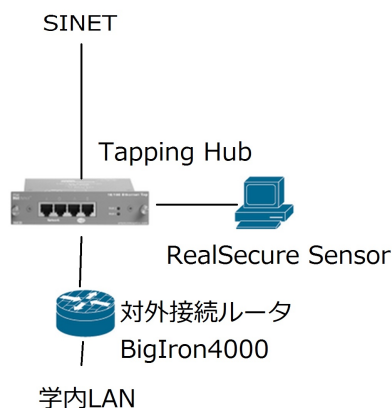 SINET
Tapping Hub
RealSecure Sensor
対外接続ルータ
BigIron4000
学内LAN